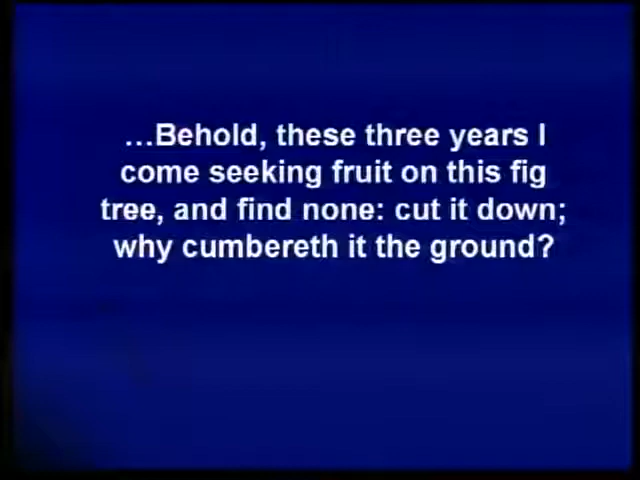 …Behold, these three years I
come seeking fruit on this fig
tree, and find none: cut it down;
why cumbereth it the ground?